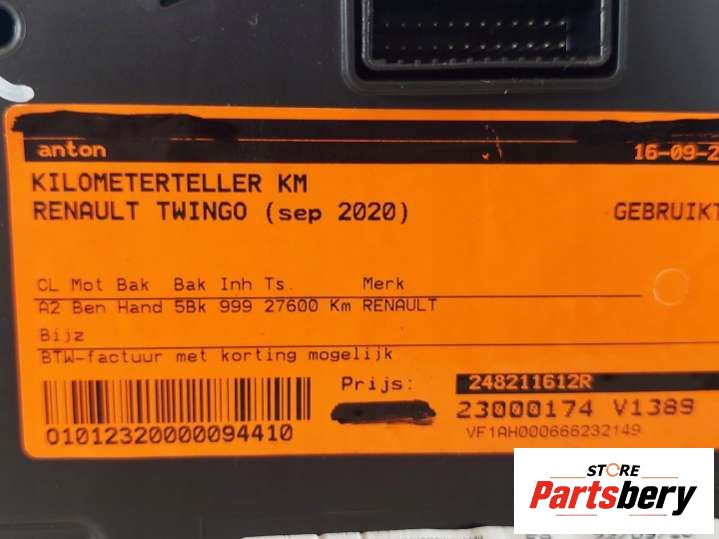 anton 16-09-2
KILOMETERTELLER KM
RENAULT TWINGO (sep 2020) GEBRUIKT
CL Mot Bak Bak Inh Ts. Merk
A2 Ben Hand 5Bk 999 27600 Km RENAULT
Bijz
BTW-factuur met korting mogelijk
Prijs: 248211612R
23000174 V1389
01012320000094410
VF1AH000666232149
STORE
Partsbery